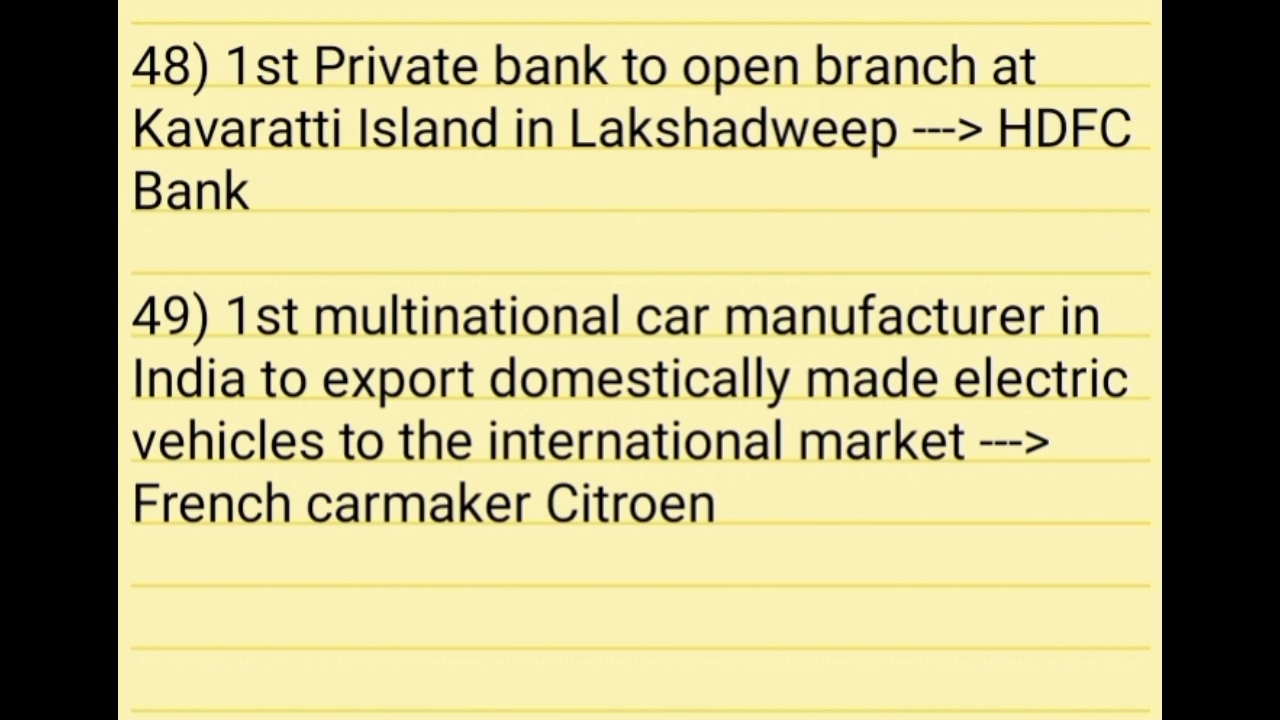 48) 1st Private bank to open branch at
Kavaratti Island in Lakshadweep ---> HDFC
Bank
49) 1st multinational car manufacturer in
India to export domestically made electric
vehicles to the international market --->
French carmaker Citroen